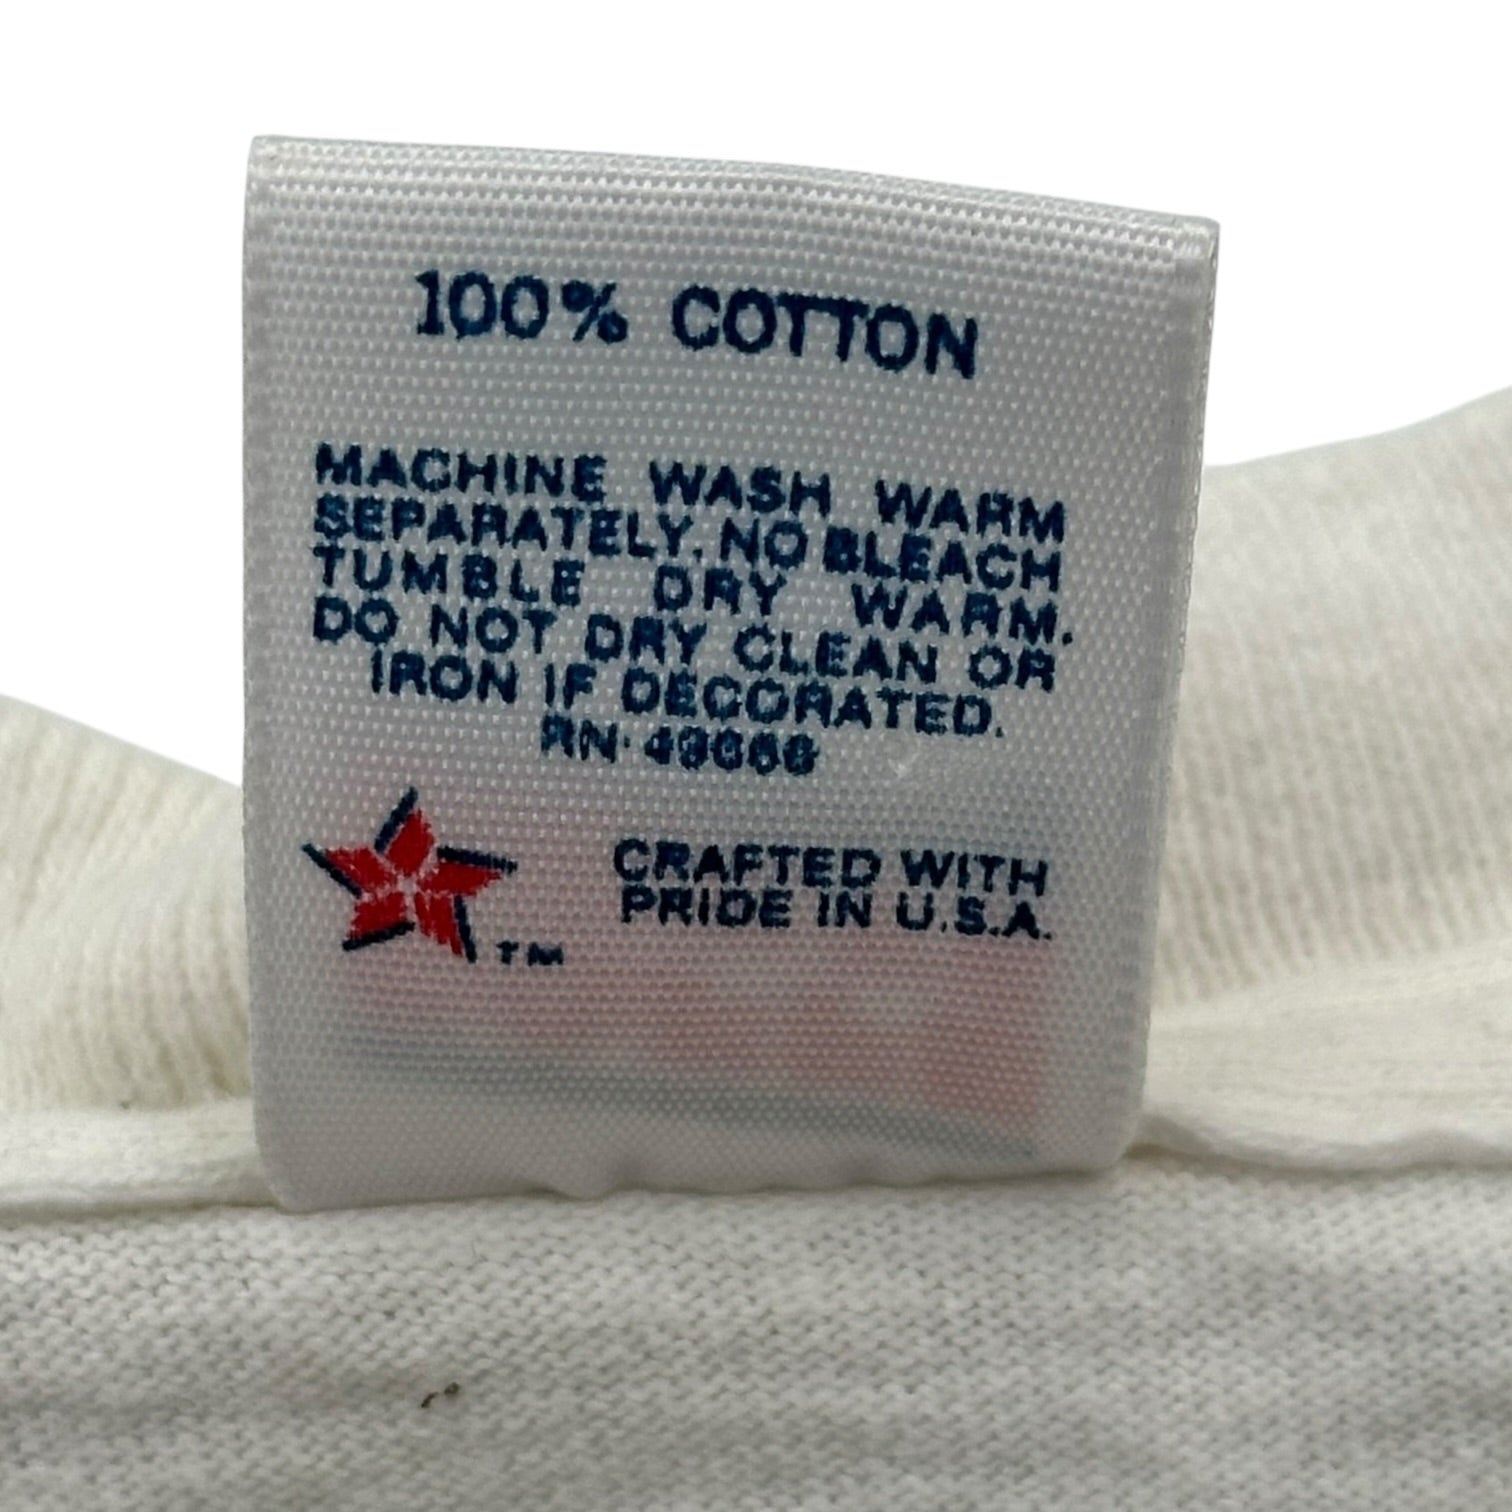 100% COTTON
MACHINE WASH WARM
SEPARATELY. NO BLEACH
TUMBLE DRY WARM.
DO NOT DRY CLEAN OR
IRON IF DECORATED.
RN
CRAFTED WITH
PRIDE IN U.S.A.
TM